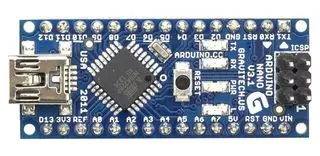 D12 D11 D10 D9 D8 D7 D6 D5 D4 D3 D2 GND RST RX0 TX1
ARDUINO.CC
TX
RX
PWR
L
RESET
USA
2011
ARDUINO
NANO
V3.2
GRAVITECH.US
G
ICSP
1
D13 3V3 REF A0 A1 A2 A3 A4 A5 A6 A7 5V RST GND VIN